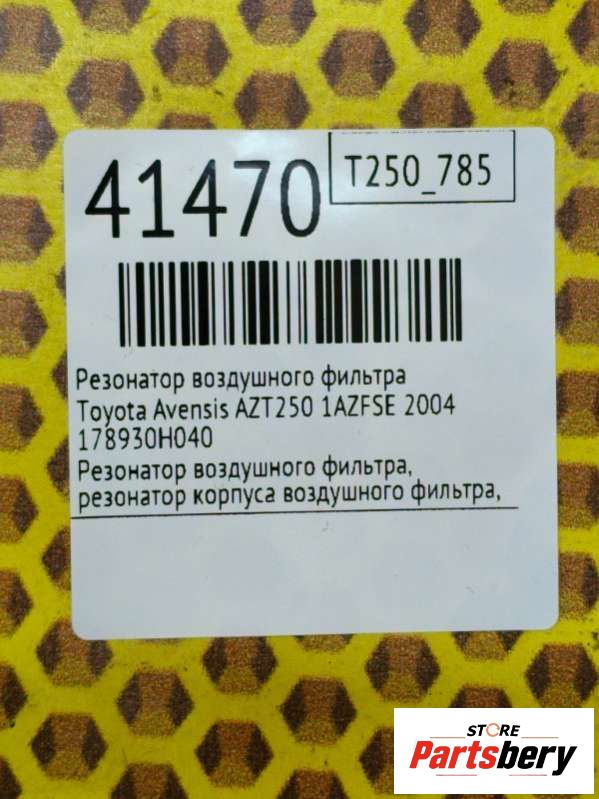 41470
T250_785
Резонатор воздушного фильтра
Toyota Avensis AZT250 1AZFSE 2004
178930H040
Резонатор воздушного фильтра,
резонатор корпуса воздушного фильтра,
STORE
Partsbery